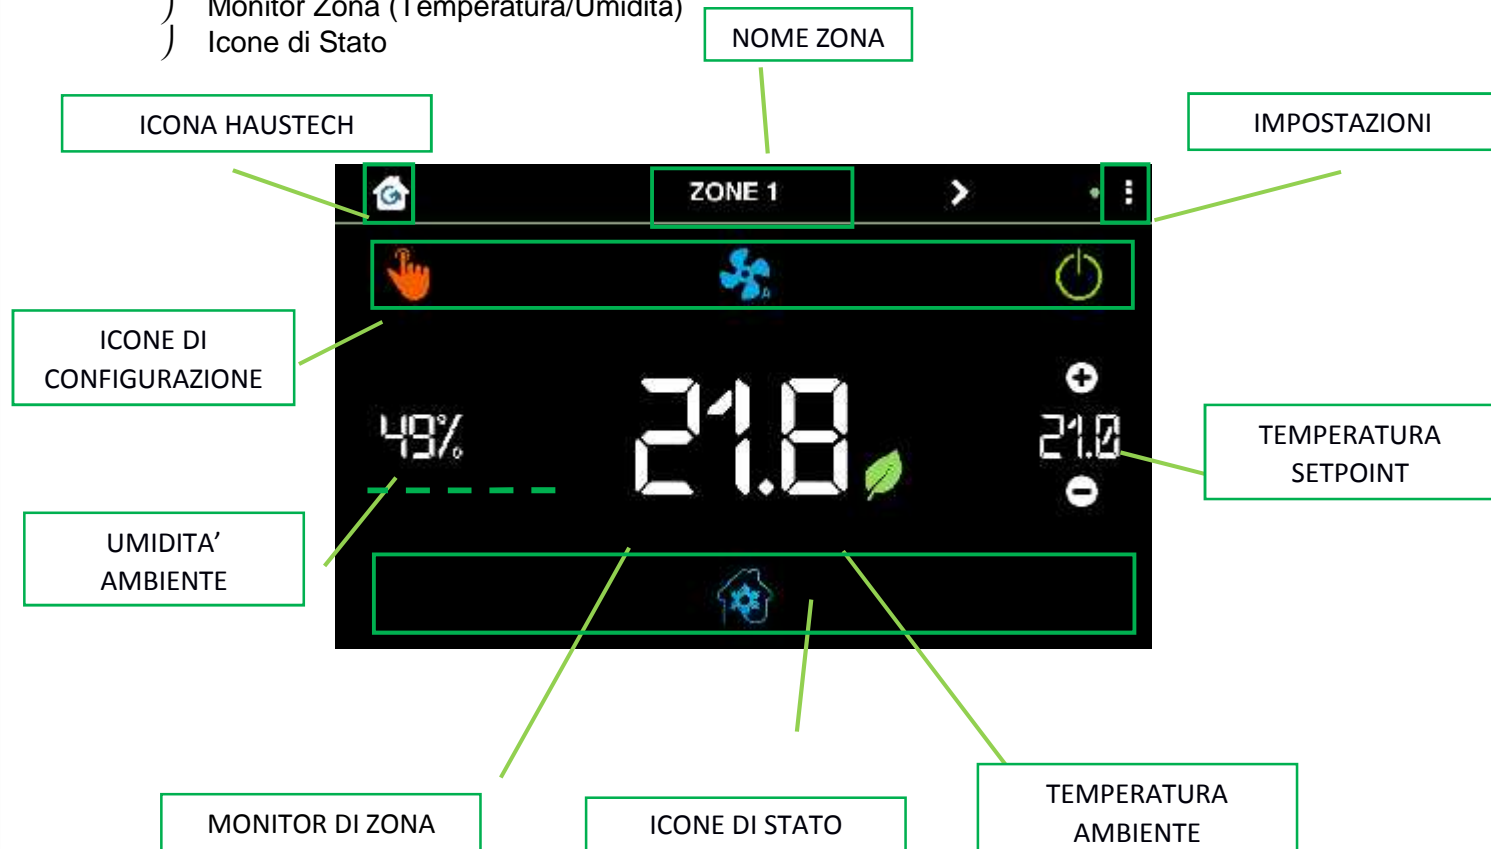 Monitor Zona (Temperatura/Umidità)
Icone di Stato
NOME ZONA
ICONA HAUSTECH
IMPOSTAZIONI
ZONE 1
A
ICONE DI
CONFIGURAZIONE
49%
21.8
21.0
TEMPERATURA
SETPOINT
UMIDITA’
AMBIENTE
MONITOR DI ZONA
ICONE DI STATO
TEMPERATURA
AMBIENTE